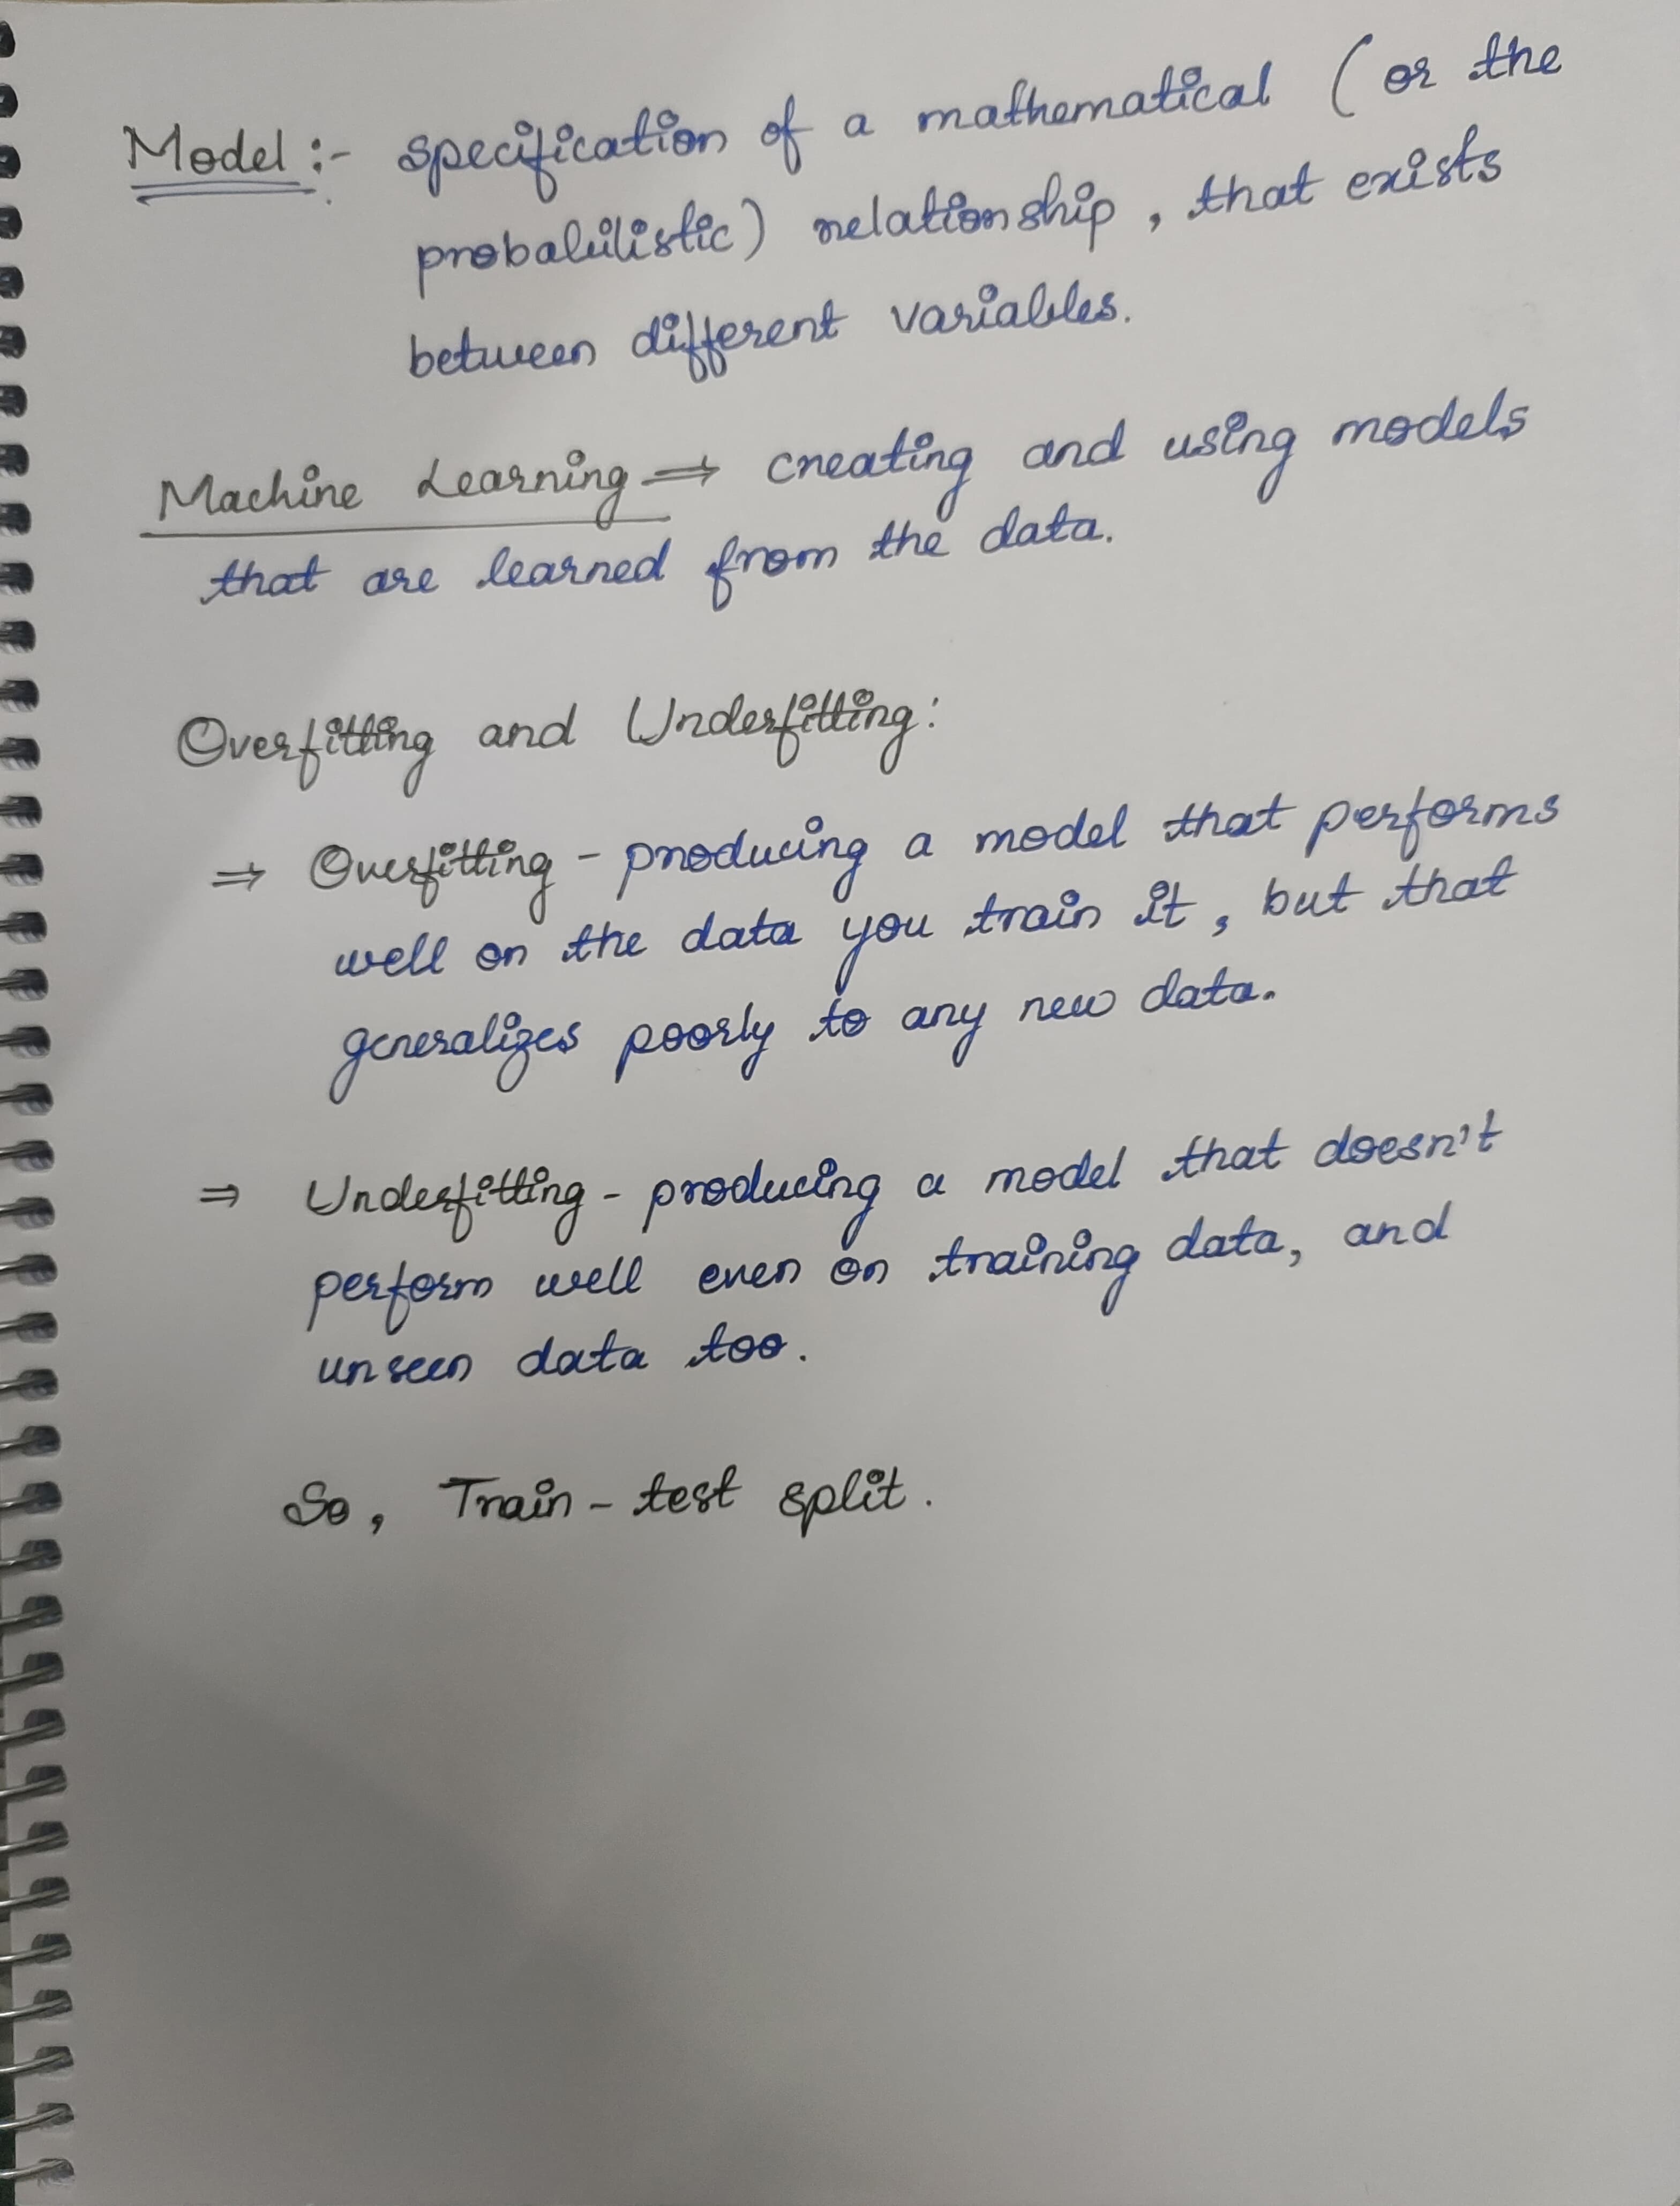 Model :- specification of a mathematical (or the
probabilistic) relationship, that exists
between different variables.
Machine Learning ⇒ creating and using models
that are learned from the data.
Overfitting and Underfitting:
⇒ Overfitting - producing a model that performs
well on the data you train it, but that
generalizes poorly to any new data.
⇒ Underfitting - producing a model that doesn't
perform well even on training data, and
unseen data too.
So, Train-test split.